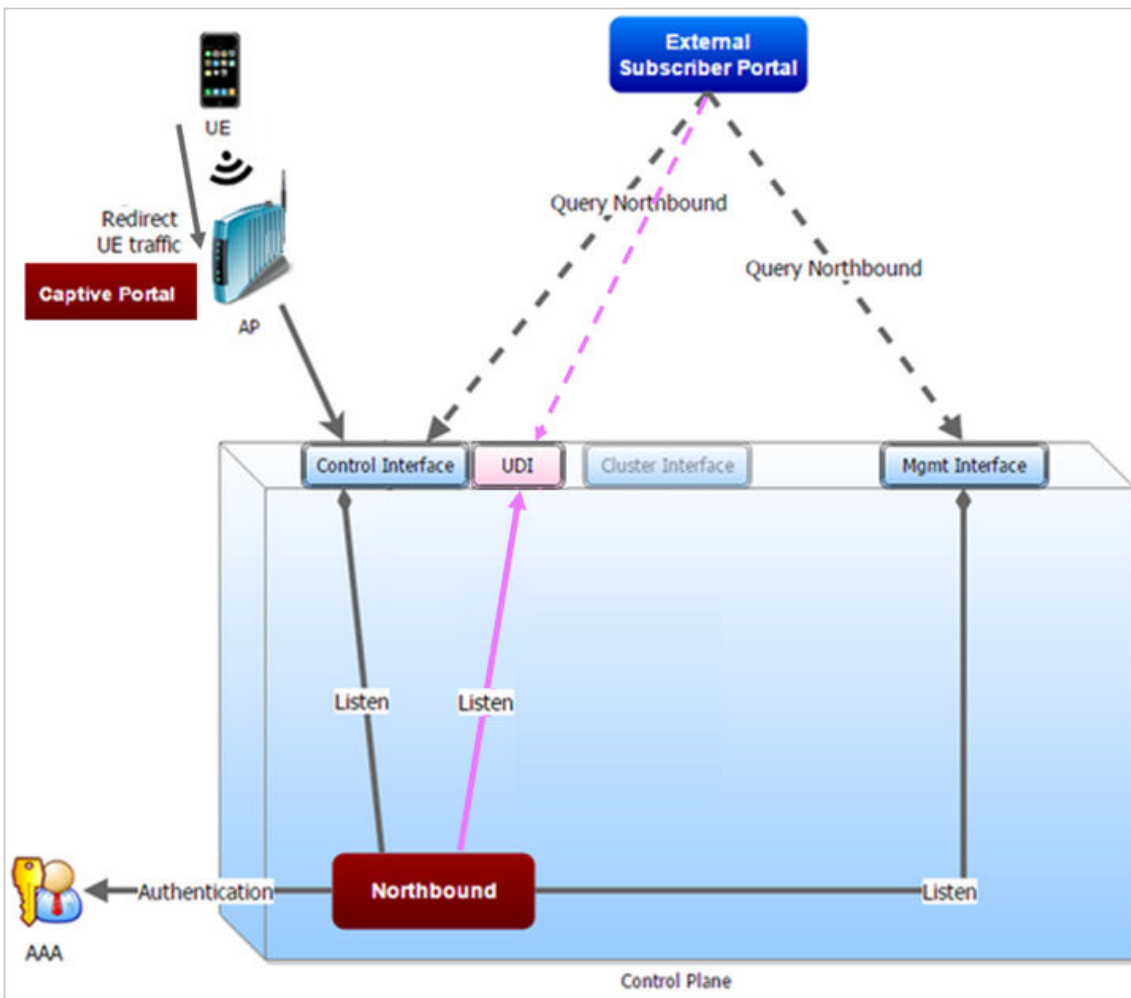 External
Subscriber Portal
UE
Redirect
UE traffic
Captive Portal
AP
Query Northbound
Query Northbound
Control Interface
UDI
Cluster Interface
Mgmt Interface
Listen
Listen
Authentication
Northbound
Listen
AAA
Control Plane